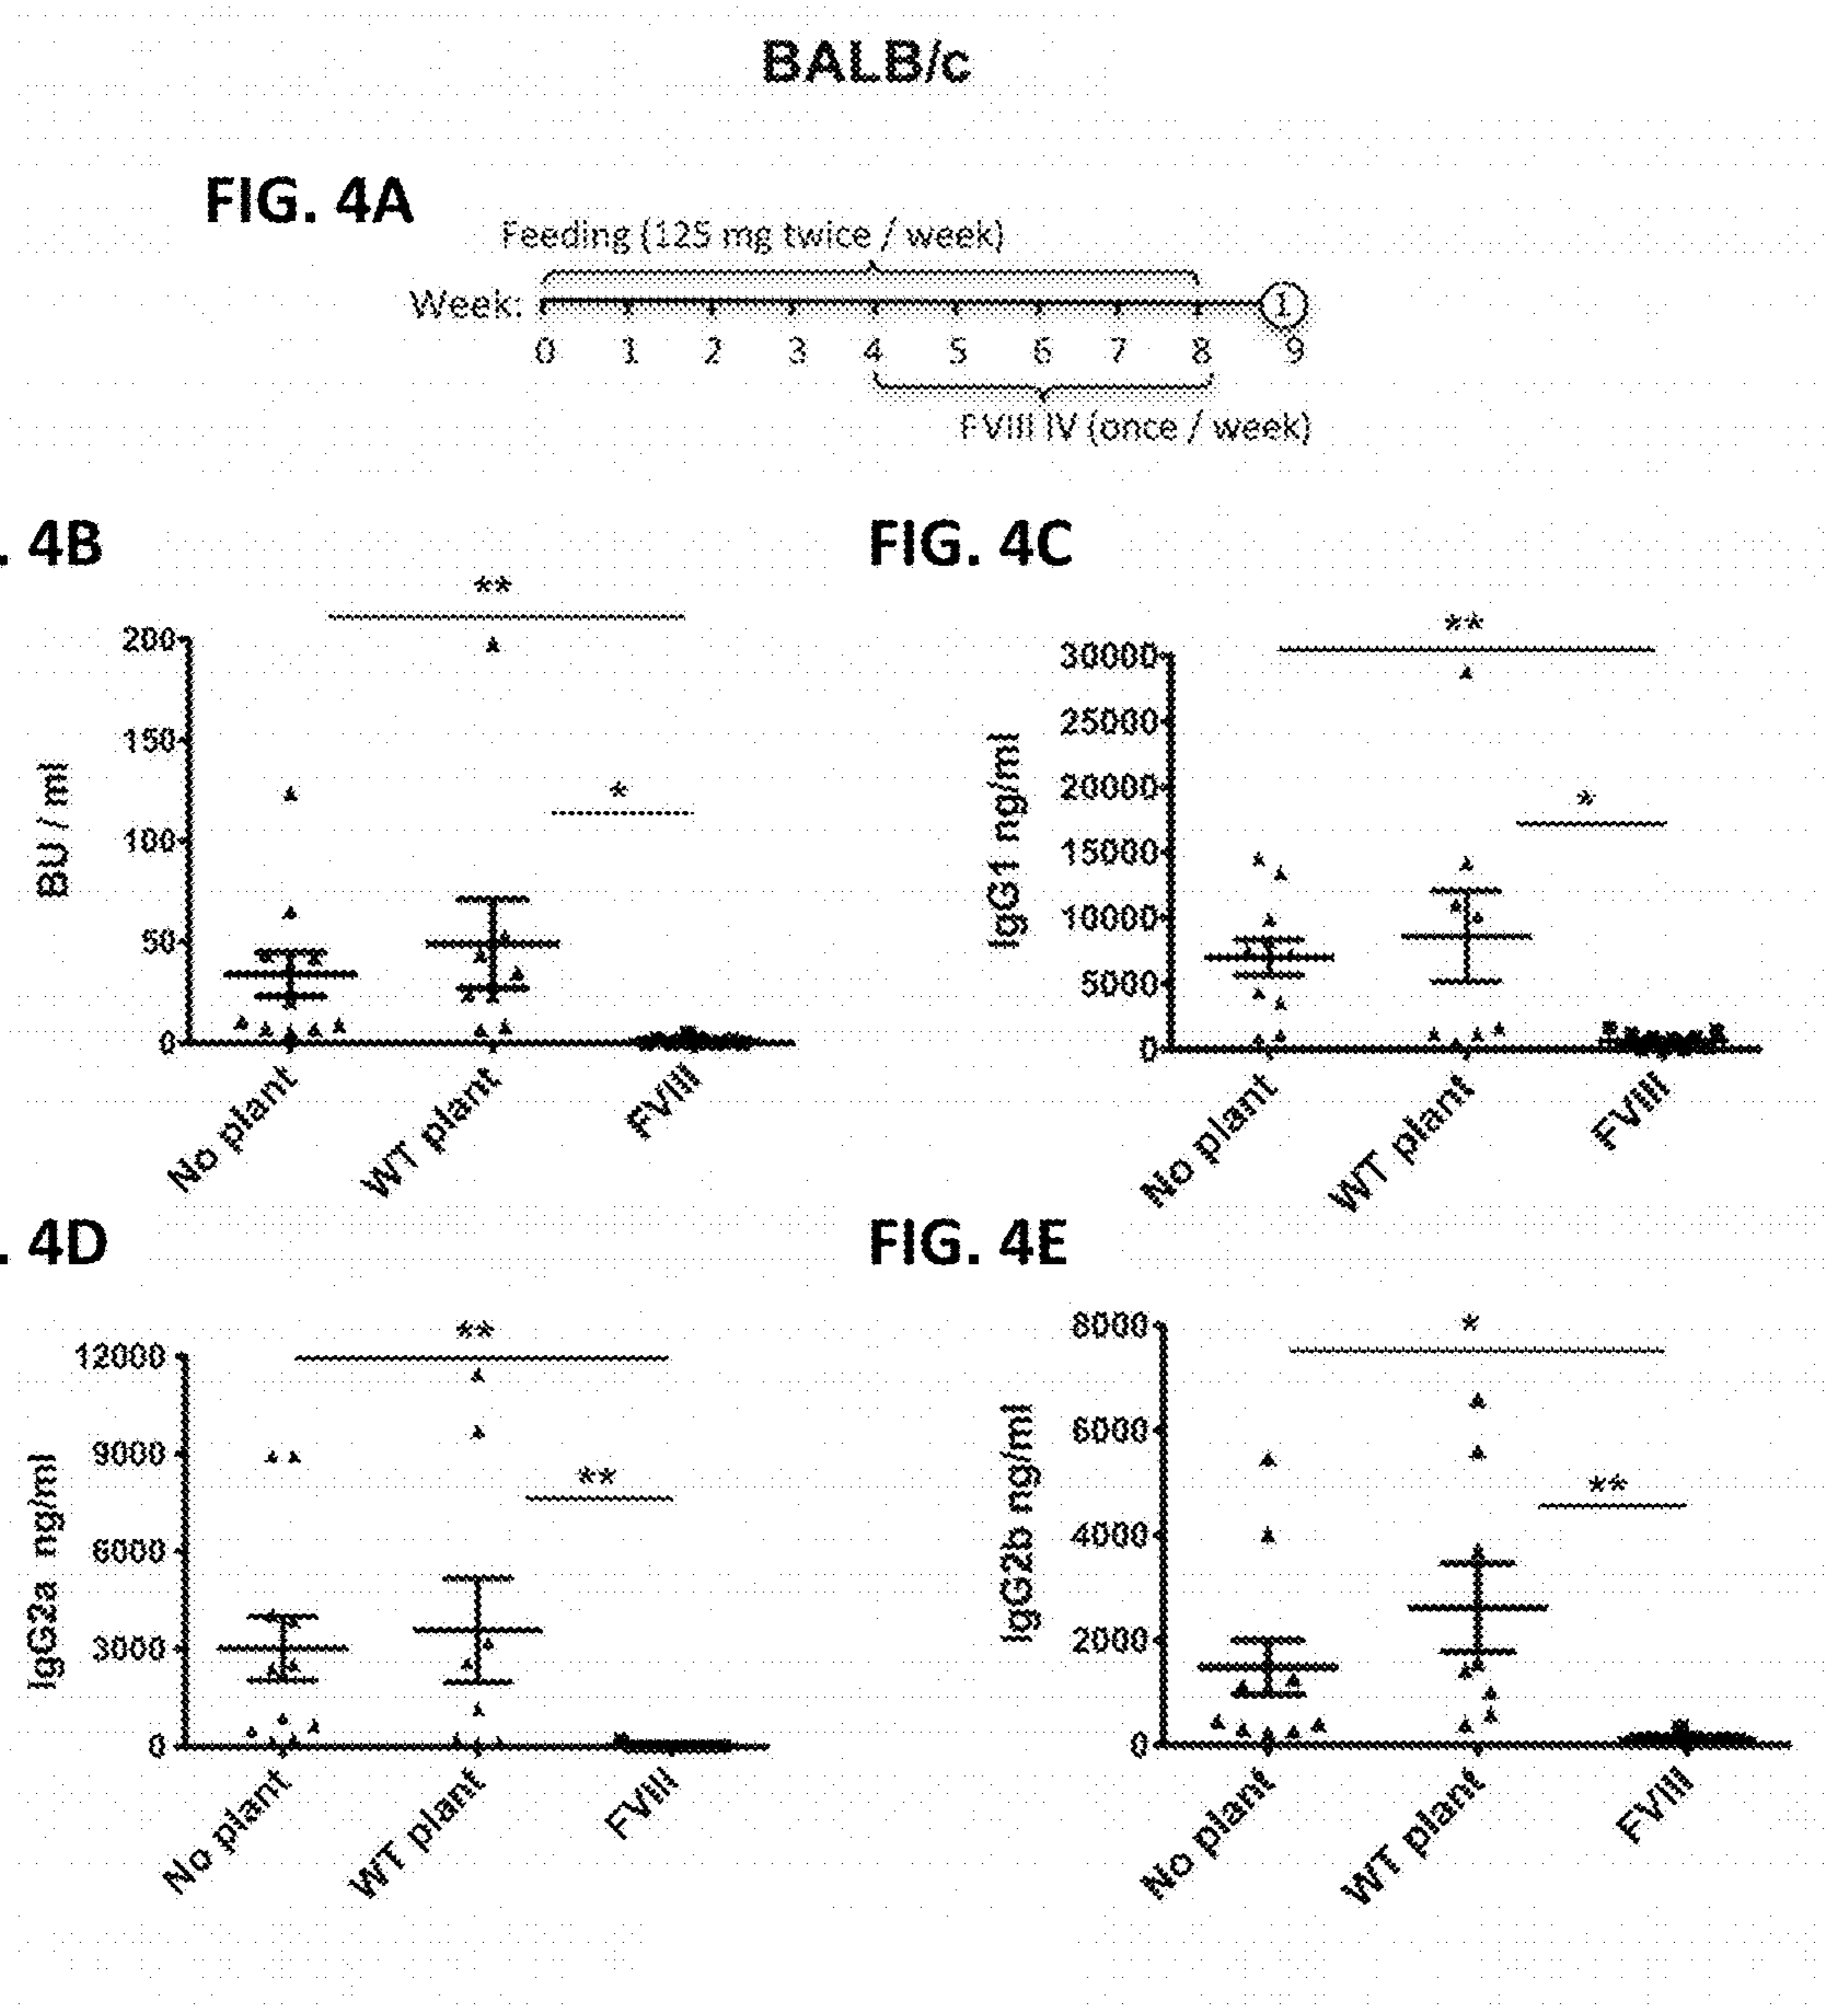 BALB/c
FIG. 4A
Feeding (125 mg twice / week)
Week:
1
0 1 2 3 4 5 6 7 8 9
FVIII IV (once / week)
. 4B
**
200
150
100
50
0
*
BU / ml
No plant
WT plant
FVIII
FIG. 4C
**
30000
25000
20000
15000
10000
5000
0
*
IgG1 ng/ml
No plant
WT plant
FVIII
. 4D
**
12000
9000
6000
3000
0
**
IgG2a ng/ml
No plant
WT plant
FVIII
FIG. 4E
*
8000
6000
4000
2000
0
**
IgG2b ng/ml
No plant
WT plant
FVIII